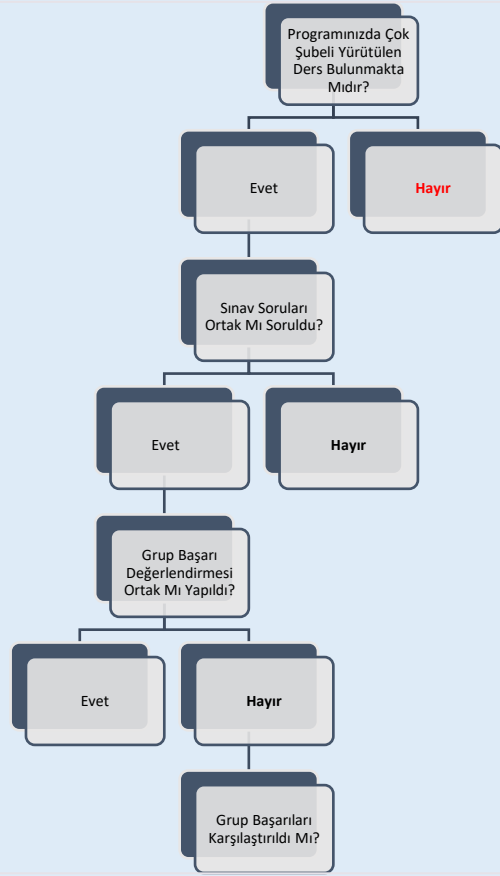 Programınızda Çok
Şubeli Yürütülen
Ders Bulunmakta
Mıdır?
Evet
Hayır
Sınav Soruları
Ortak Mı Soruldu?
Evet
Hayır
Grup Başarı
Değerlendirmesi
Ortak Mı Yapıldı?
Evet
Hayır
Grup Başarıları
Karşılaştırıldı Mı?